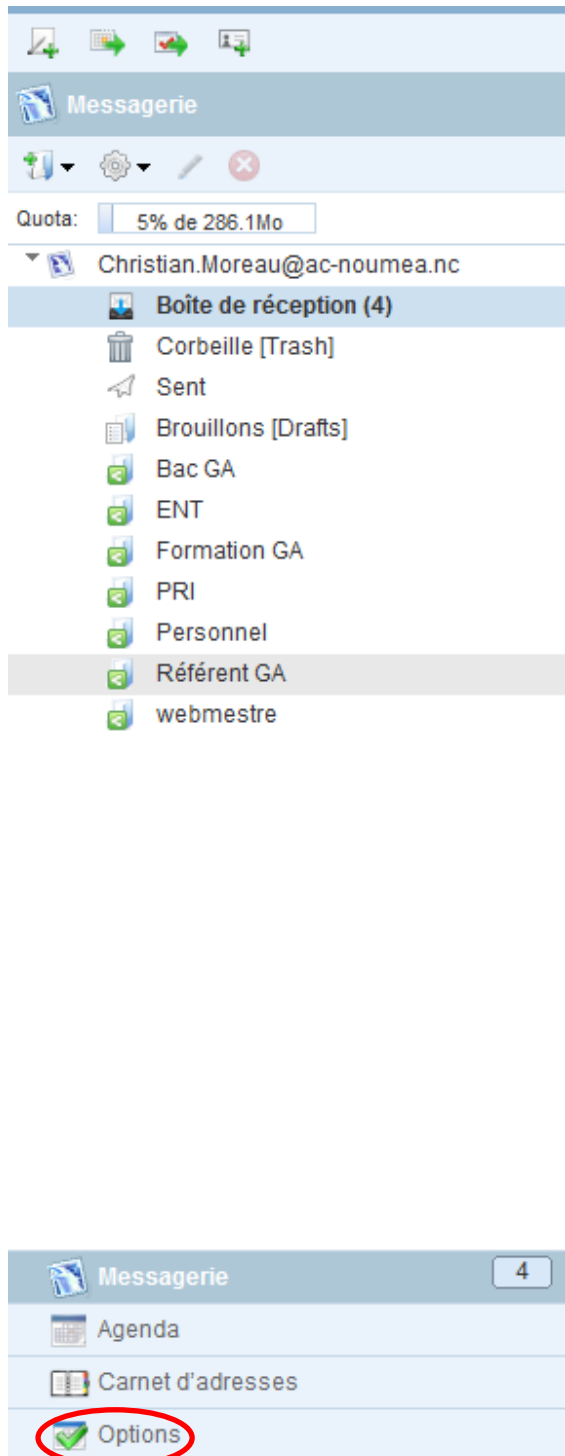 Messagerie
Quota: 5% de 286.1Mo
Christian.Moreau@ac-noumea.nc
Boîte de réception (4)
Corbeille [Trash]
Sent
Brouillons [Drafts]
Bac GA
ENT
Formation GA
PRI
Personnel
Référent GA
webmestre
Messagerie 4
Agenda
Carnet d'adresses
Options